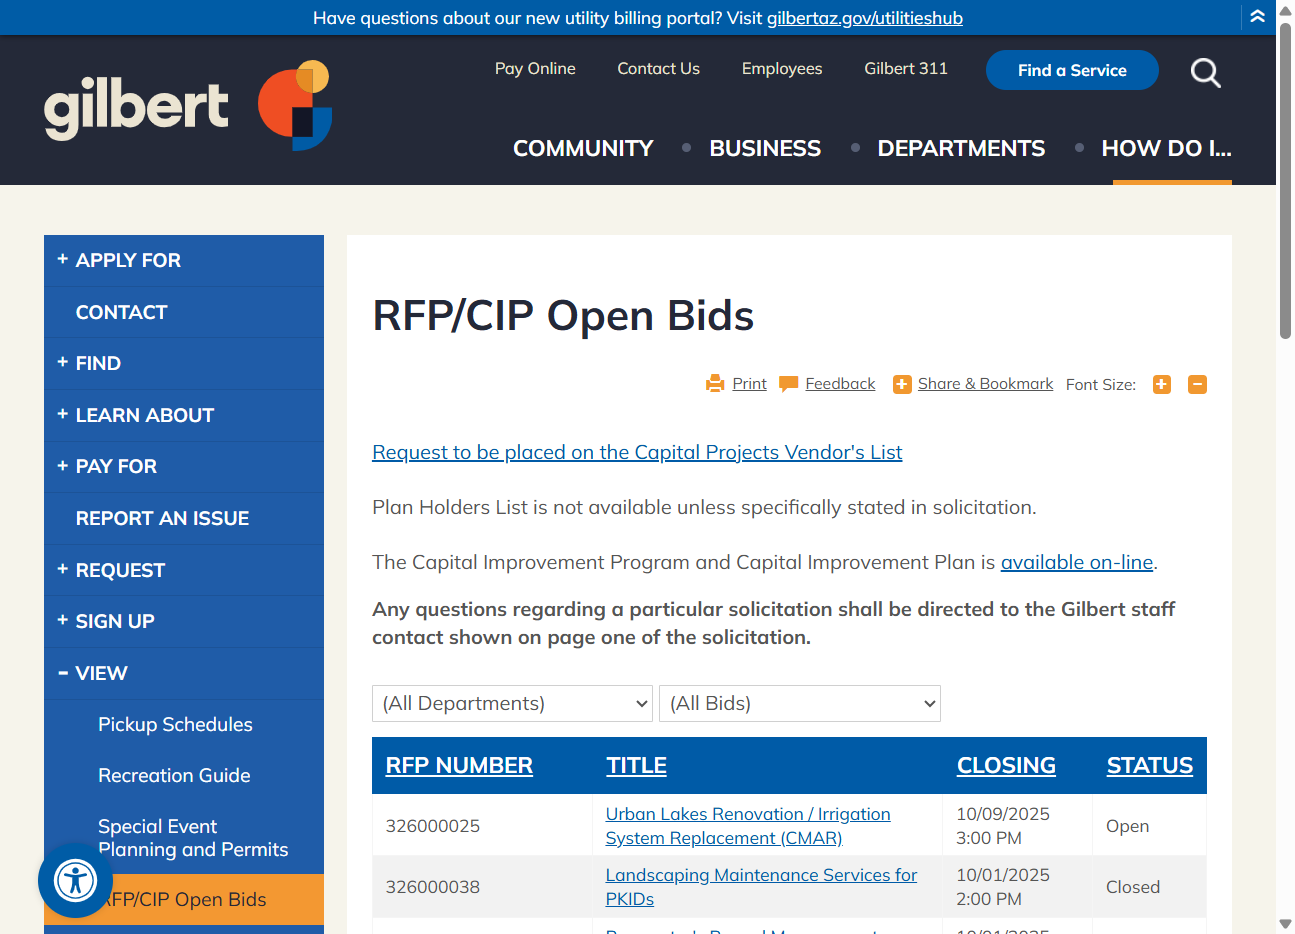 Have questions about our new utility billing portal? Visit gilbertaz.gov/utilitieshub
gilbert
Pay Online
Contact Us
Employees
Gilbert 311
Find a Service
COMMUNITY
BUSINESS
DEPARTMENTS
HOW DO I...
+ APPLY FOR
CONTACT
+ FIND
+ LEARN ABOUT
+ PAY FOR
REPORT AN ISSUE
+ REQUEST
+ SIGN UP
- VIEW
Pickup Schedules
Recreation Guide
Special Event
Planning and Permits
RFP/CIP Open Bids
RFP/CIP Open Bids
Print
Feedback
Share & Bookmark
Font Size:
Request to be placed on the Capital Projects Vendor's List
Plan Holders List is not available unless specifically stated in solicitation.
The Capital Improvement Program and Capital Improvement Plan is available on-line.
Any questions regarding a particular solicitation shall be directed to the Gilbert staff
contact shown on page one of the solicitation.
(All Departments)
(All Bids)
RFP NUMBER
TITLE
CLOSING
STATUS
326000025
Urban Lakes Renovation / Irrigation
System Replacement (CMAR)
10/09/2025
3:00 PM
Open
326000038
Landscaping Maintenance Services for
PKIDs
10/01/2025
2:00 PM
Closed